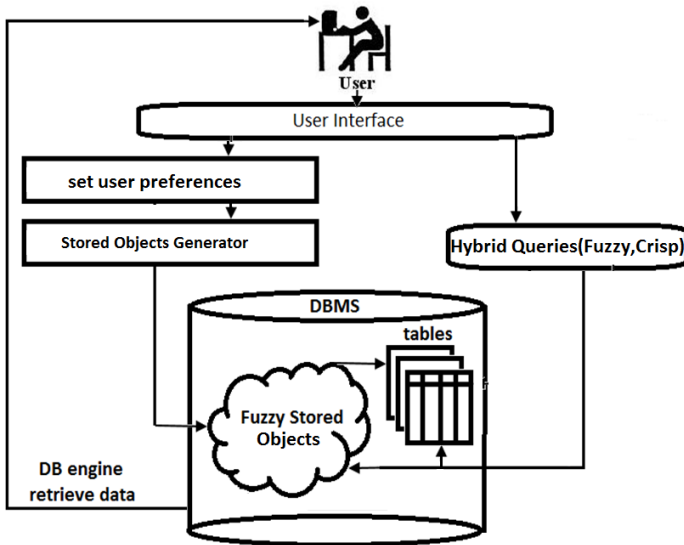 User
User Interface
set user preferences
Stored Objects Generator
Hybrid Queries(Fuzzy,Crisp)
DBMS
tables
Fuzzy Stored
Objects
DB engine
retrieve data